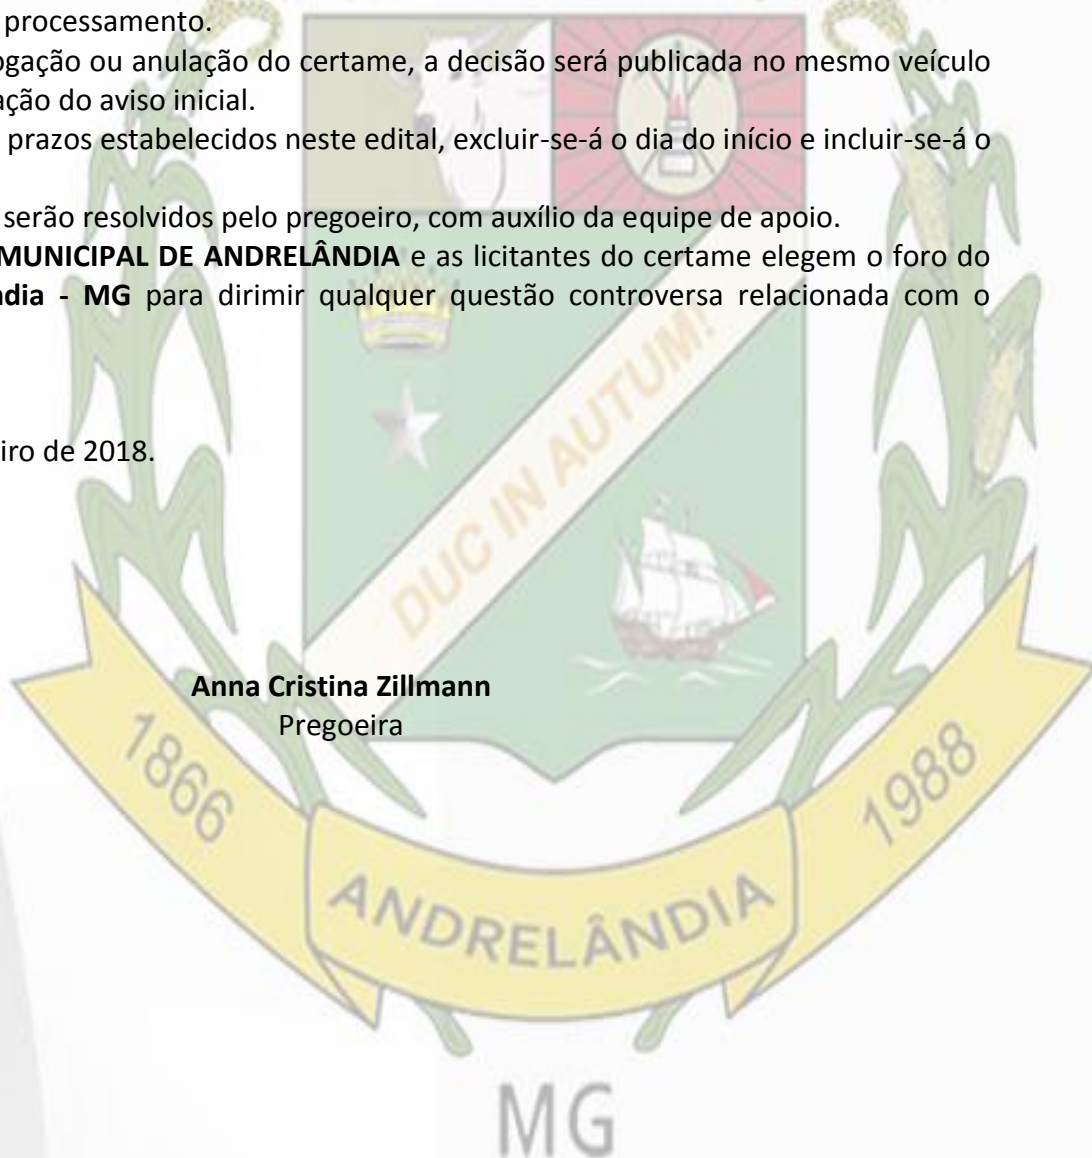 processamento.
ogação ou anulação do certame, a decisão será publicada no mesmo veículo
ação do aviso inicial.
prazos estabelecidos neste edital, excluir-se-á o dia do início e incluir-se-á o
serão resolvidos pelo pregoeiro, com auxílio da equipe de apoio.
MUNICIPAL DE ANDRELÂNDIA e as licitantes do certame elegem o foro do
ndia - MG para dirimir qualquer questão controversa relacionada com o
iro de 2018.
DUC IN AUTUM!
Anna Cristina Zillmann
Pregoeira
1866
1988
ANDRELÂNDIA
MG